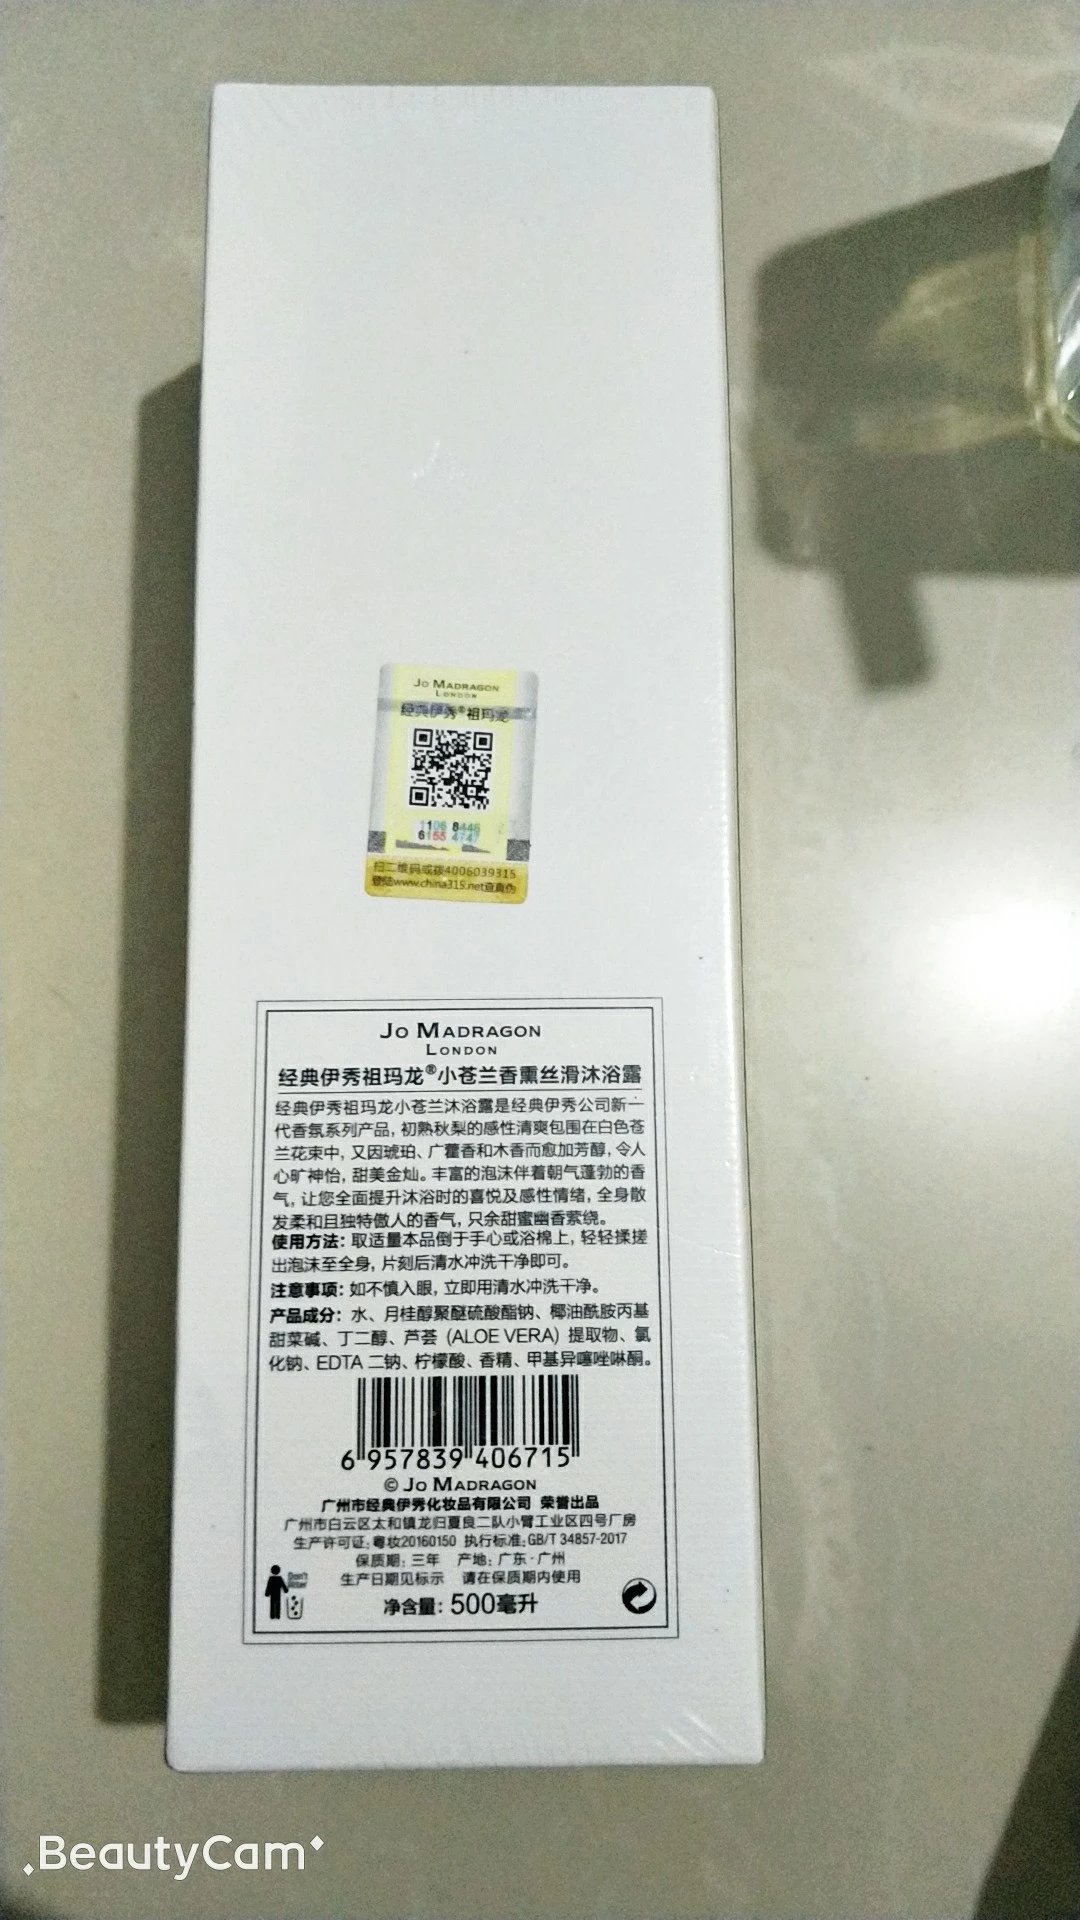 JO MADRAGON
LONDON
经典伊秀®祖玛龙
1106 8446
6155 4747
扫二维码或拨4006039315
登陆www.china315.net查真伪
JO MADRAGON
LONDON
经典伊秀祖玛龙®小苍兰香熏丝滑沐浴露
经典伊秀祖玛龙小苍兰沐浴露是经典伊秀公司新一
代香氛系列产品,初熟秋梨的感性清爽包围在白色苍
兰花束中,又因琥珀、广藿香和木香而愈加芳醇,令人
心旷神怡,甜美金灿。丰富的泡沫伴着朝气蓬勃的香
气,让您全面提升沐浴时的喜悦及感性情绪,全身散
发柔和且独特傲人的香气,只余甜蜜幽香萦绕。
使用方法:取适量本品倒于手心或浴棉上,轻轻揉搓
出泡沫至全身,片刻后清水冲洗干净即可。
注意事项:如不慎入眼,立即用清水冲洗干净。
产品成分:水、月桂醇聚醚硫酸酯钠、椰油酰胺丙基
甜菜碱、丁二醇、芦荟(ALOE VERA)提取物、氯
化钠、EDTA 二钠、柠檬酸、香精、甲基异噻唑啉酮。
6 957839 406715
© JO MADRAGON
广州市经典伊秀化妆品有限公司 荣誉出品
广州市白云区太和镇龙归夏良二队小臂工业区四号厂房
生产许可证:粤妆20160150 执行标准:GB/T 34857-2017
保质期:三年 产地:广东·广州
生产日期见标示 请在保质期内使用
净含量:500毫升
Don't
litter
BeautyCam